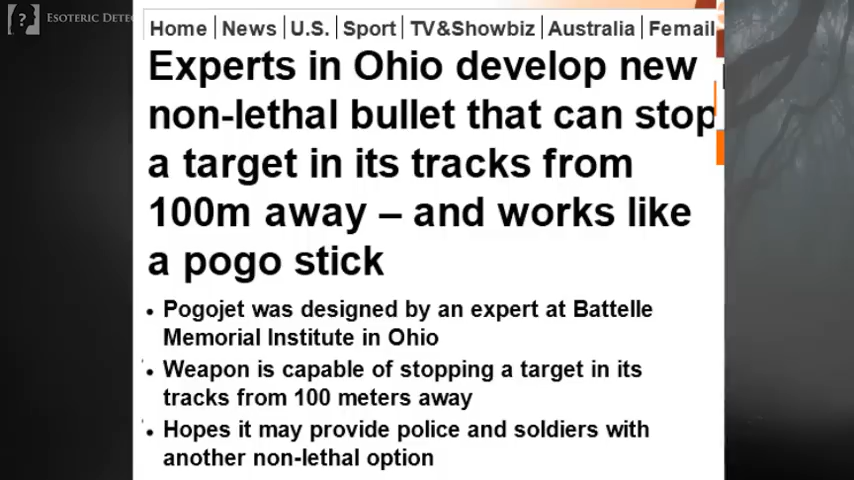 ? ESOTERIC DETEC
Home | News | U.S. | Sport | TV&Showbiz | Australia | Femail
Experts in Ohio develop new
non-lethal bullet that can stop
a target in its tracks from
100m away – and works like
a pogo stick
• Pogojet was designed by an expert at Battelle
Memorial Institute in Ohio
• Weapon is capable of stopping a target in its
tracks from 100 meters away
• Hopes it may provide police and soldiers with
another non-lethal option